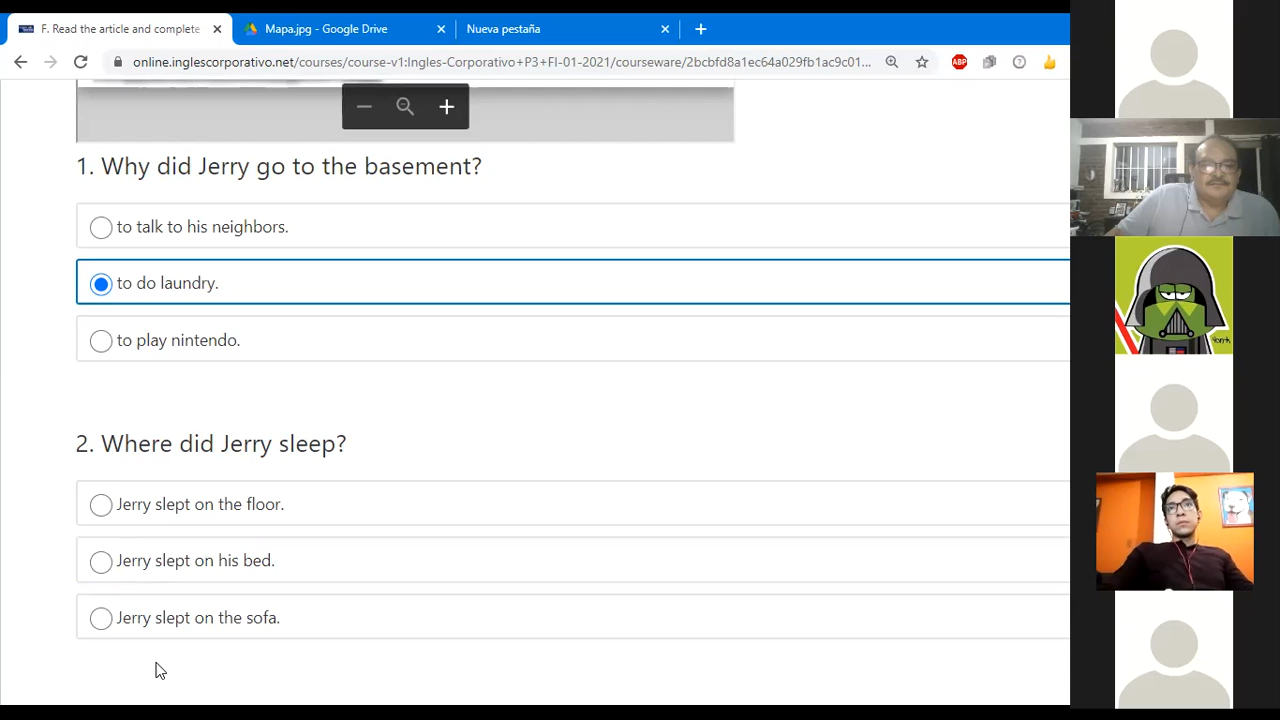 F. Read the article and complete
Mapa.jpg - Google Drive
Nueva pestaña
online.inglescorporativo.net/courses/course-v1:Ingles-Corporativo+P3+FI-01-2021/courseware/2bcbfd8a1ec64a029fb1ac9c01...
ABP
1. Why did Jerry go to the basement?
to talk to his neighbors.
to do laundry.
to play nintendo.
2. Where did Jerry sleep?
Jerry slept on the floor.
Jerry slept on his bed.
Jerry slept on the sofa.